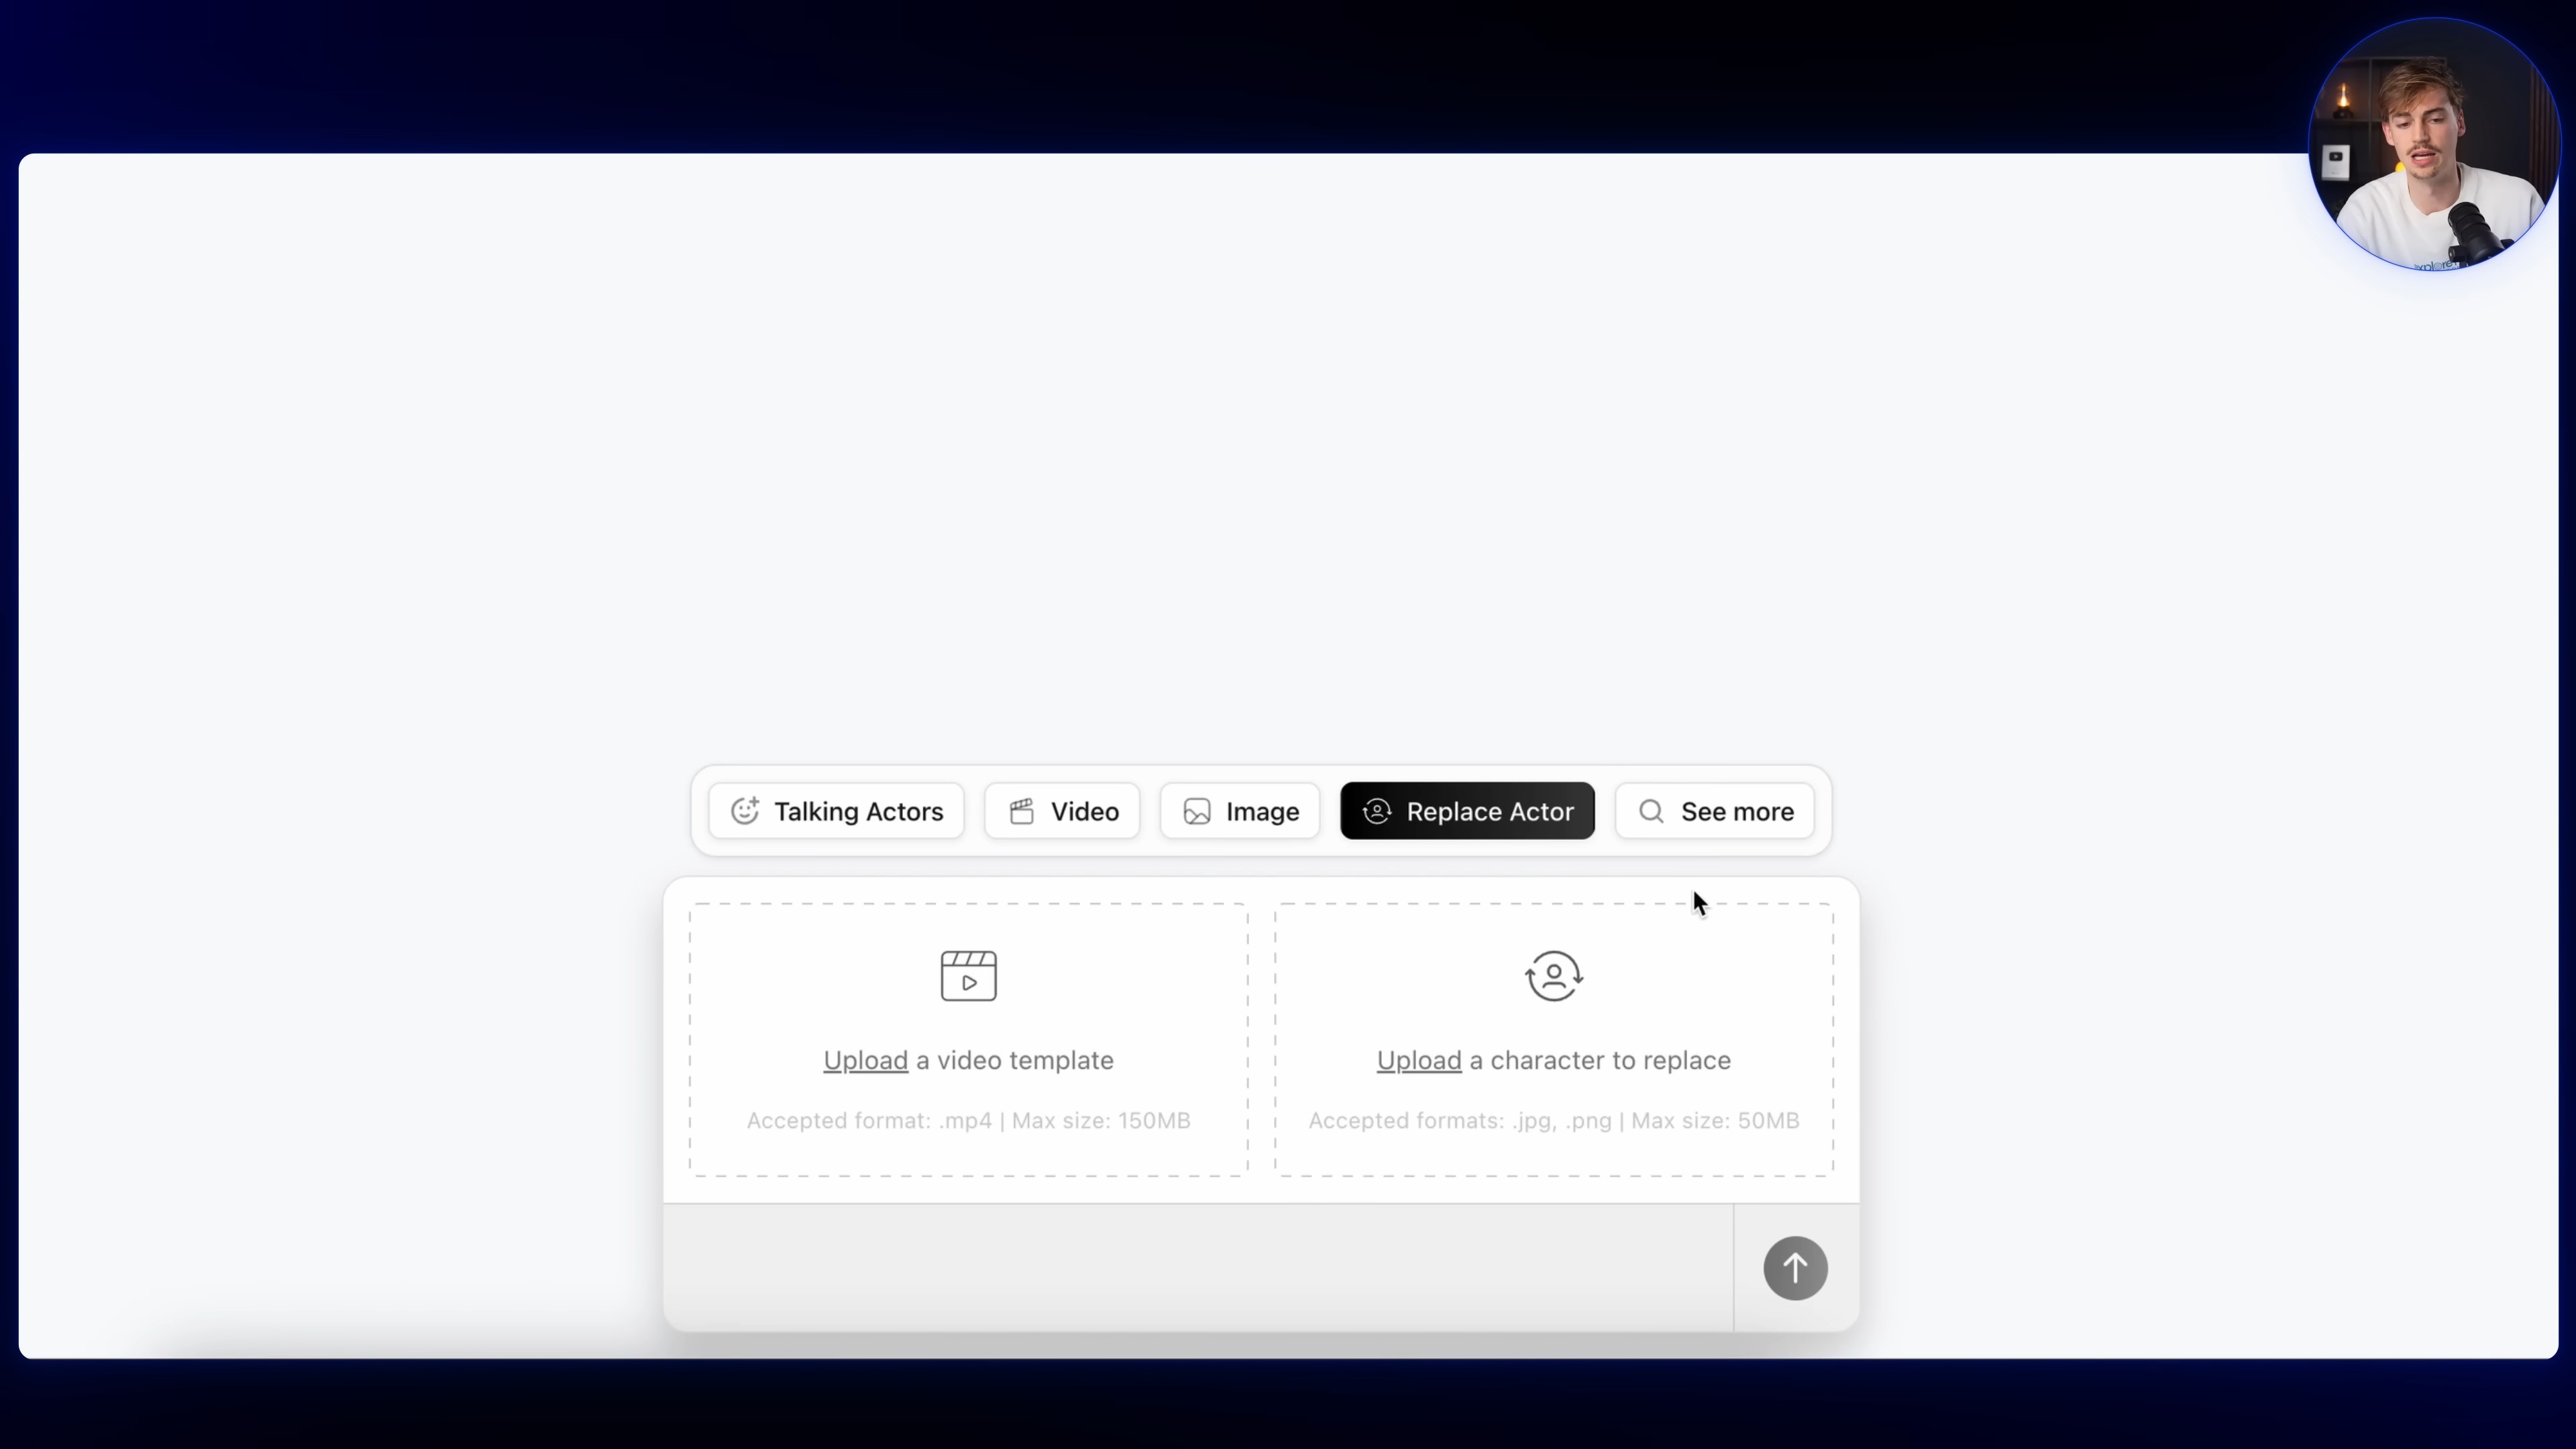 Talking Actors
Video
Image
Replace Actor
See more
Upload a video template
Accepted format: .mp4 | Max size: 150MB
Upload a character to replace
Accepted formats: .jpg, .png | Max size: 50MB